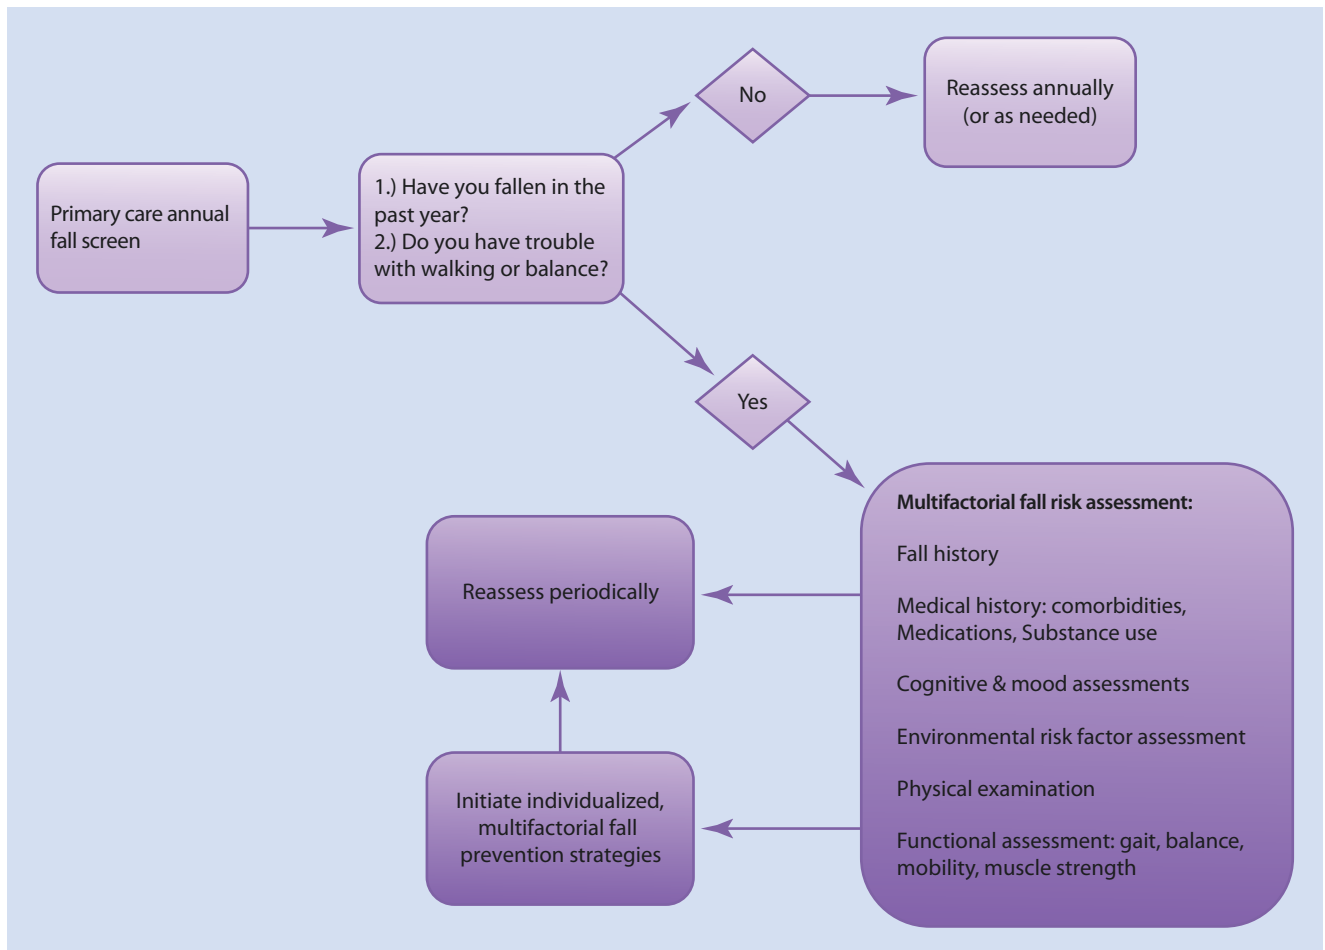 Primary care annual
fall screen
1.) Have you fallen in the
past year?
2.) Do you have trouble
with walking or balance?
No
Reassess annually
(or as needed)
Yes
Multifactorial fall risk assessment:
Fall history
Medical history: comorbidities,
Medications, Substance use
Cognitive & mood assessments
Environmental risk factor assessment
Physical examination
Functional assessment: gait, balance,
mobility, muscle strength
Reassess periodically
Initiate individualized,
multifactorial fall
prevention strategies